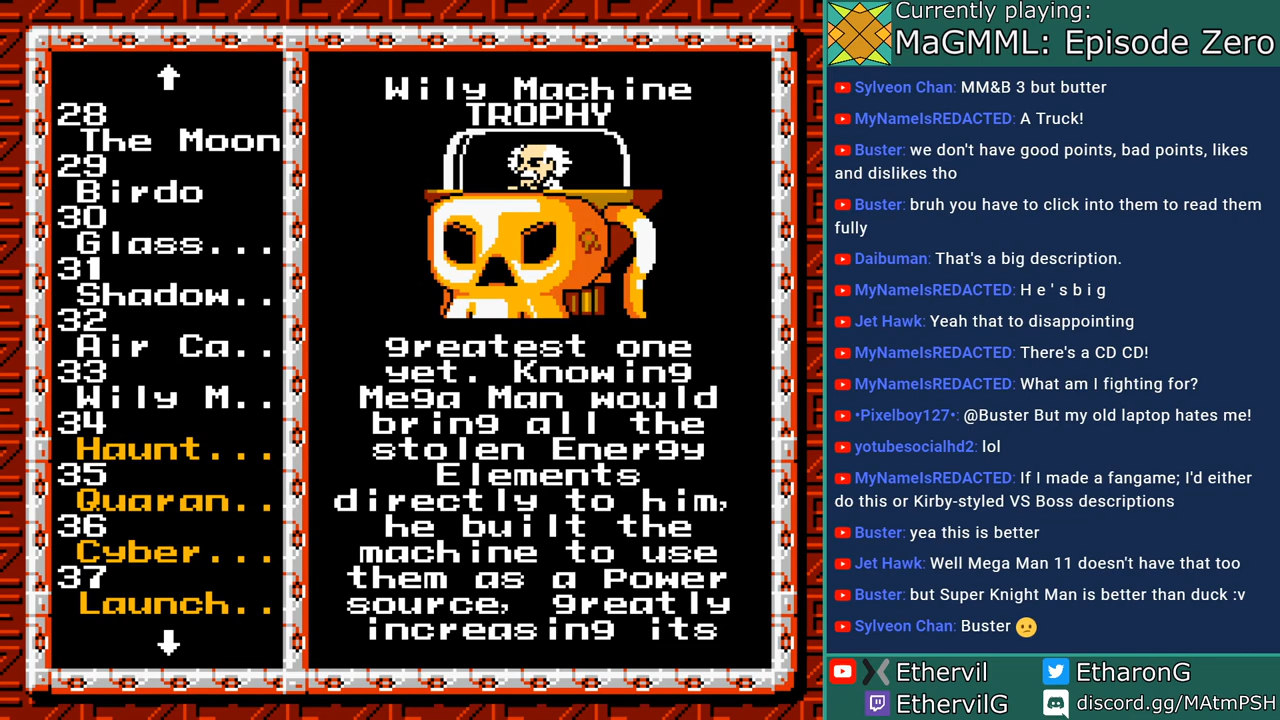 28
The Moon
29
Birdo
30
Glass...
31
Shadow..
32
Air Ca..
33
Wily M..
34
Haunt...
35
Quaran..
36
Cyber...
37
Launch..
Wily Machine
TROPHY
greatest one
yet. Knowing
Mega Man would
bring all the
stolen Energy
Elements
directly to him,
he built the
machine to use
them as a Power
source, greatly
increasing its
Currently playing:
MaGMML: Episode Zero
Sylveon Chan: MM&B 3 but butter
MyNameIsREDACTED: A Truck!
Buster: we don't have good points, bad points, likes
and dislikes tho
Buster: bruh you have to click into them to read them
fully
Daibuman: That's a big description.
MyNameIsREDACTED: H e ' s b i g
Jet Hawk: Yeah that to disappointing
MyNameIsREDACTED: There's a CD CD!
MyNameIsREDACTED: What am I fighting for?
•Pixelboy127•: @Buster But my old laptop hates me!
yotubesocialhd2: lol
MyNameIsREDACTED: If I made a fangame; I'd either
do this or Kirby-styled VS Boss descriptions
Buster: yea this is better
Jet Hawk: Well Mega Man 11 doesn't have that too
Buster: but Super Knight Man is better than duck :v
Sylveon Chan: Buster 😕
Ethervil
EtharonG
EthervilG
discord.gg/MAtmPSH